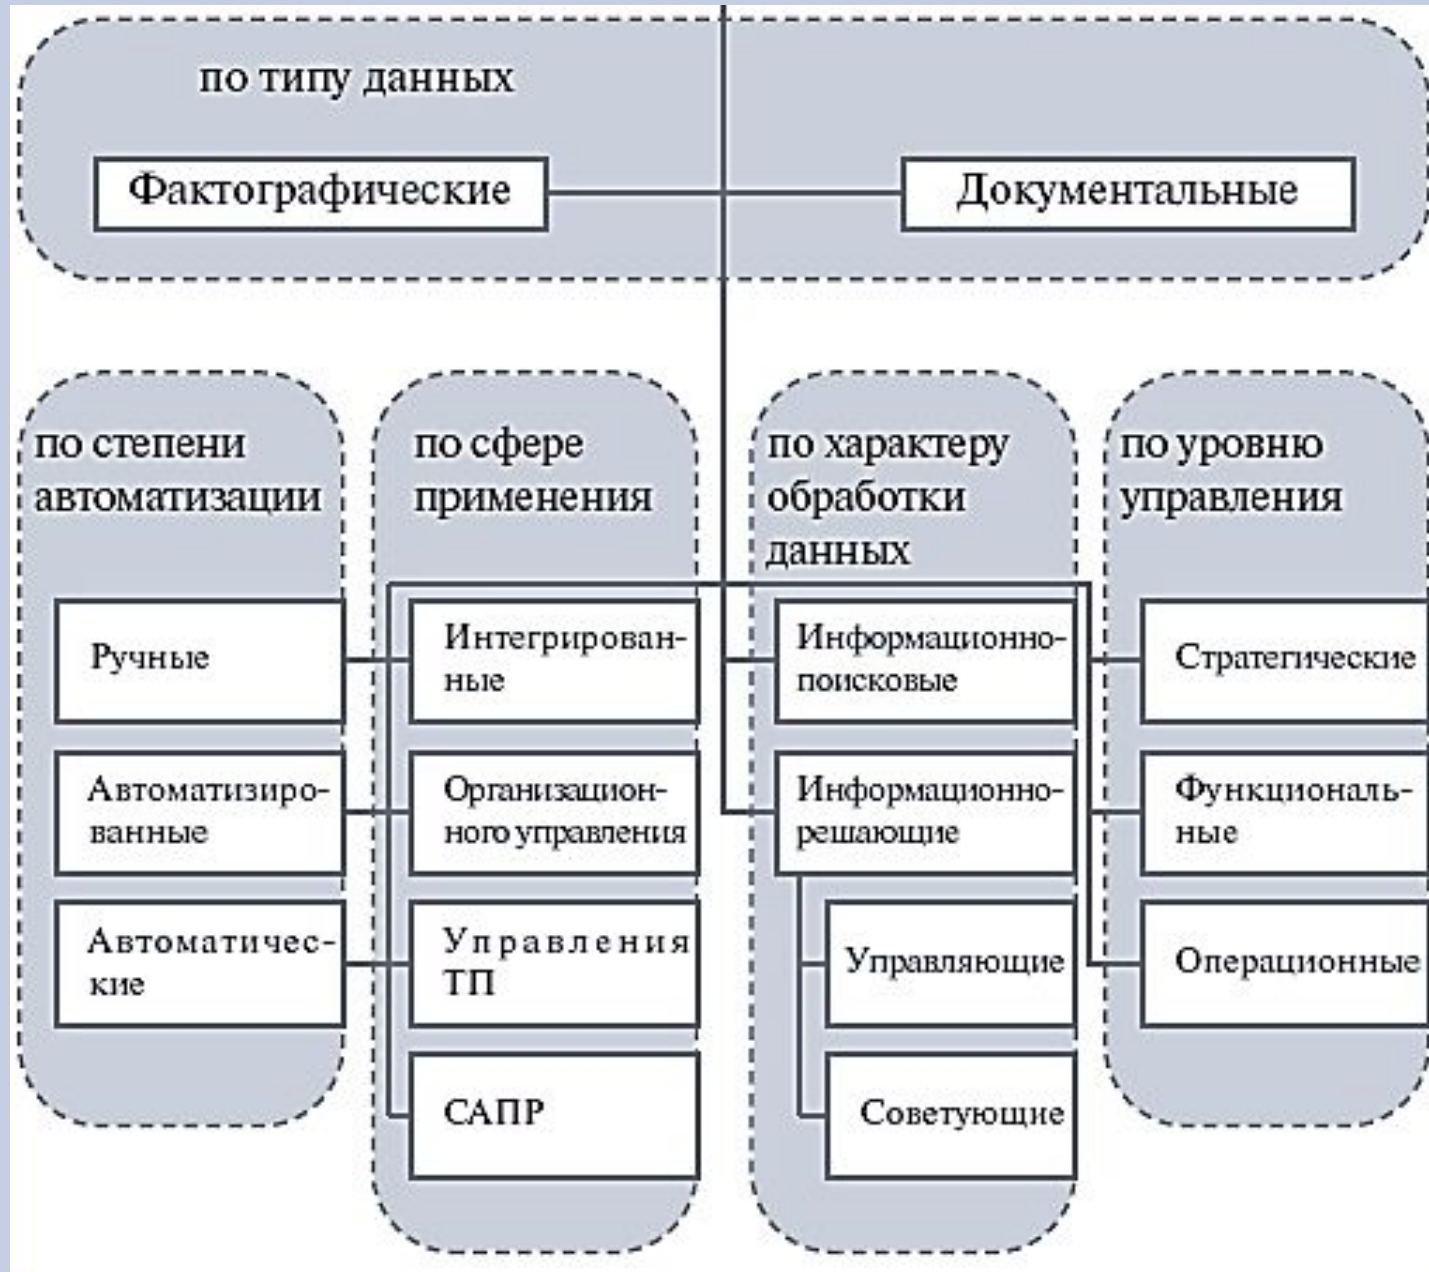 по типу данных
Фактографические
Документальные
по степени
автоматизации
Ручные
Автоматизиро-
ванные
Автоматичес-
кие
по сфере
применения
Интегрирован-
ные
Организацион-
ного управления
Управления
ТП
САПР
по характеру
обработки
данных
Информационно-
поисковые
Информационно-
решающие
Управляющие
Советующие
по уровню
управления
Стратегические
Функциональ-
ные
Операционные